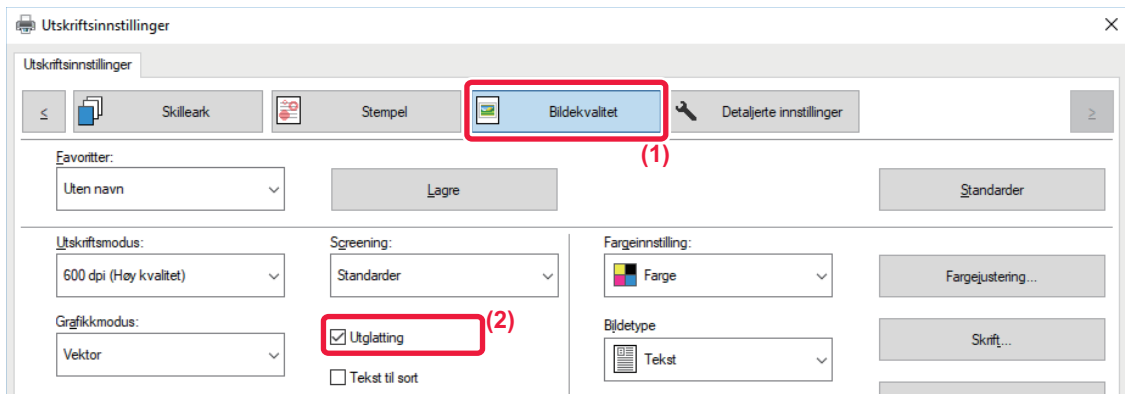 Utskriftsinnstillinger
Utskriftsinnstillinger
< Skilleark Stempel Bildekvalitet Detaljerte innstillinger >
(1)
Favoritter:
Uten navn Lagre Standarder
Utskriftsmodus: Screening: Fargeinnstilling:
600 dpi (Høy kvalitet) Standarder Farge Fargejustering...
Grafikkmodus: (2) Bildetype
Vektor Utglatting Tekst Skrift...
Tekst til sort